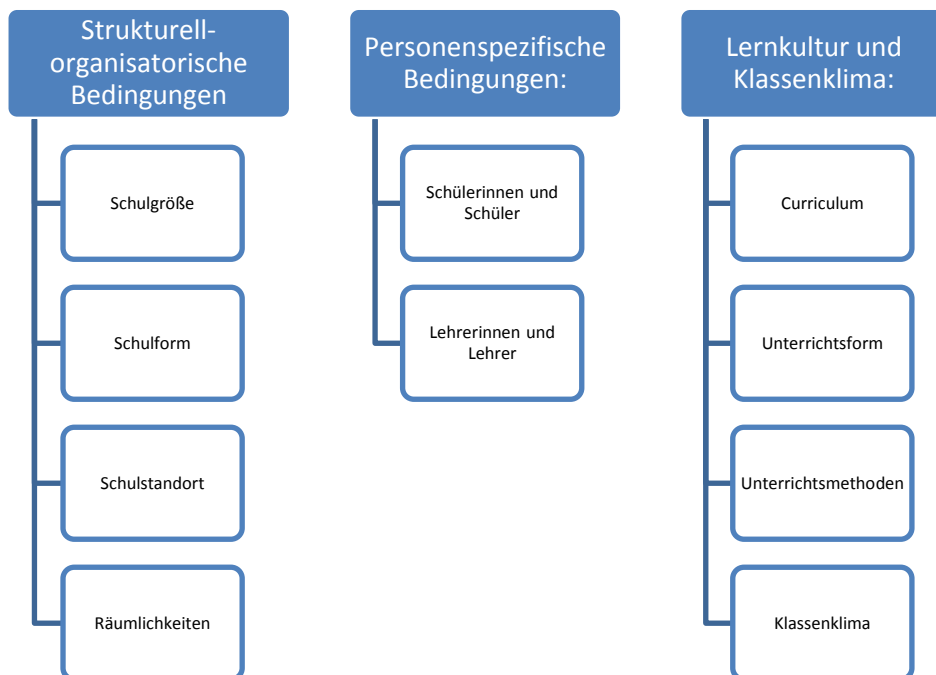 Strukturell-
organisatorische
Bedingungen
Schulgröße
Schulform
Schulstandort
Räumlichkeiten
Personenspezifische
Bedingungen:
Schülerinnen und
Schüler
Lehrerinnen und
Lehrer
Lernkultur und
Klassenklima:
Curriculum
Unterrichtsform
Unterrichtsmethoden
Klassenklima